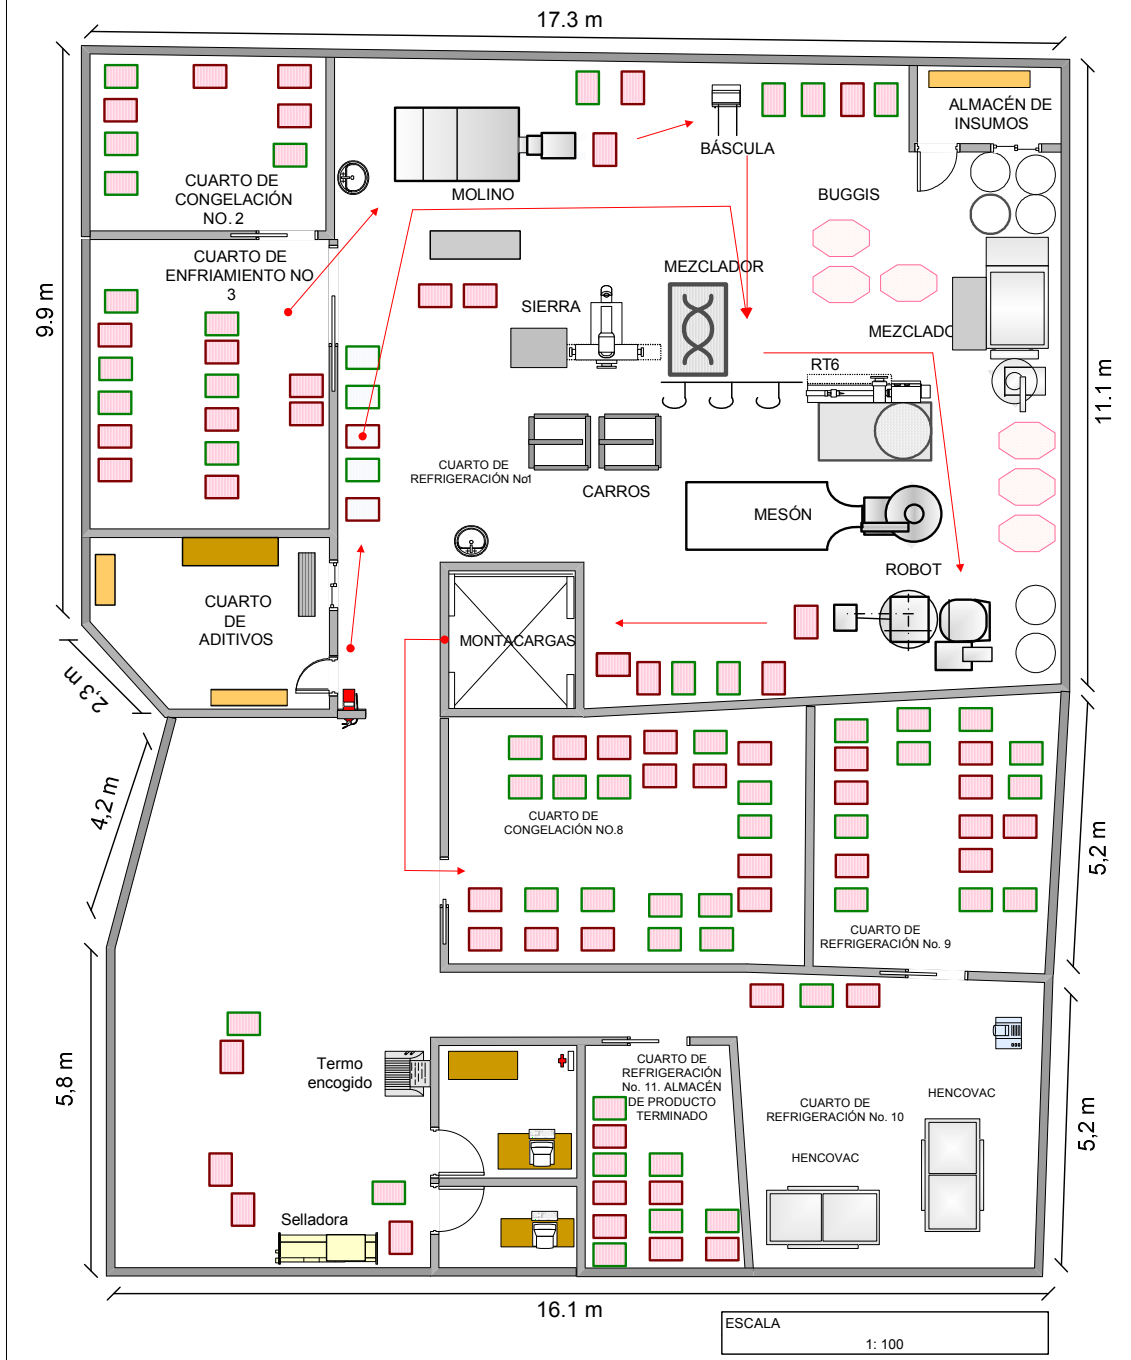 17.3 m
ALMACÉN DE
INSUMOS
BÁSCULA
MOLINO
BUGGIS
CUARTO DE
CONGELACIÓN
NO. 2
CUARTO DE
ENFRIAMIENTO NO
3
9.9 m
MEZCLADOR
SIERRA
MEZCLADO
RT6
11.1 m
CUARTO DE
REFRIGERACIÓN No1
CARROS
MESÓN
ROBOT
CUARTO
DE
ADITIVOS
MONTACARGAS
2,3 m
4,2 m
CUARTO DE
CONGELACIÓN NO.8
5,2 m
CUARTO DE
REFRIGERACIÓN No. 9
Termo
encogido
CUARTO DE
REFRIGERACIÓN
No. 11. ALMACÉN
DE PRODUCTO
TERMINADO
5,8 m
CUARTO DE
REFRIGERACIÓN No. 10
HENCOVAC
HENCOVAC
5,2 m
Selladora
16.1 m
ESCALA
1: 100